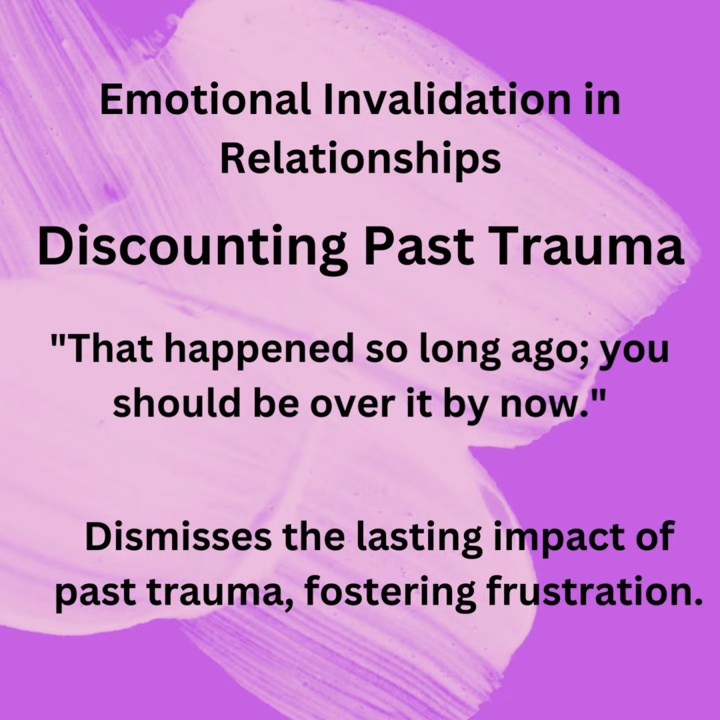 Emotional Invalidation in
Relationships
Discounting Past Trauma
"That happened so long ago; you
should be over it by now."
Dismisses the lasting impact of
past trauma, fostering frustration.